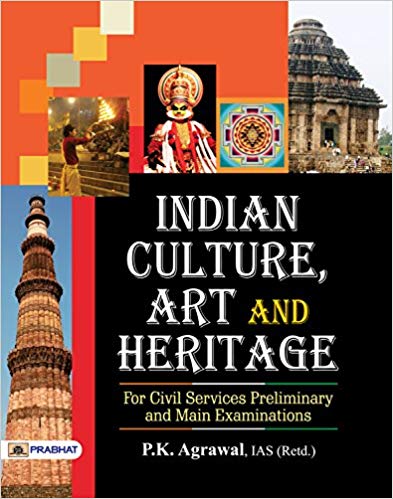 INDIAN
CULTURE,
ART AND
HERITAGE
For Civil Services Preliminary
and Main Examinations
P.K. Agrawal, IAS (Retd.)
PRABHAT